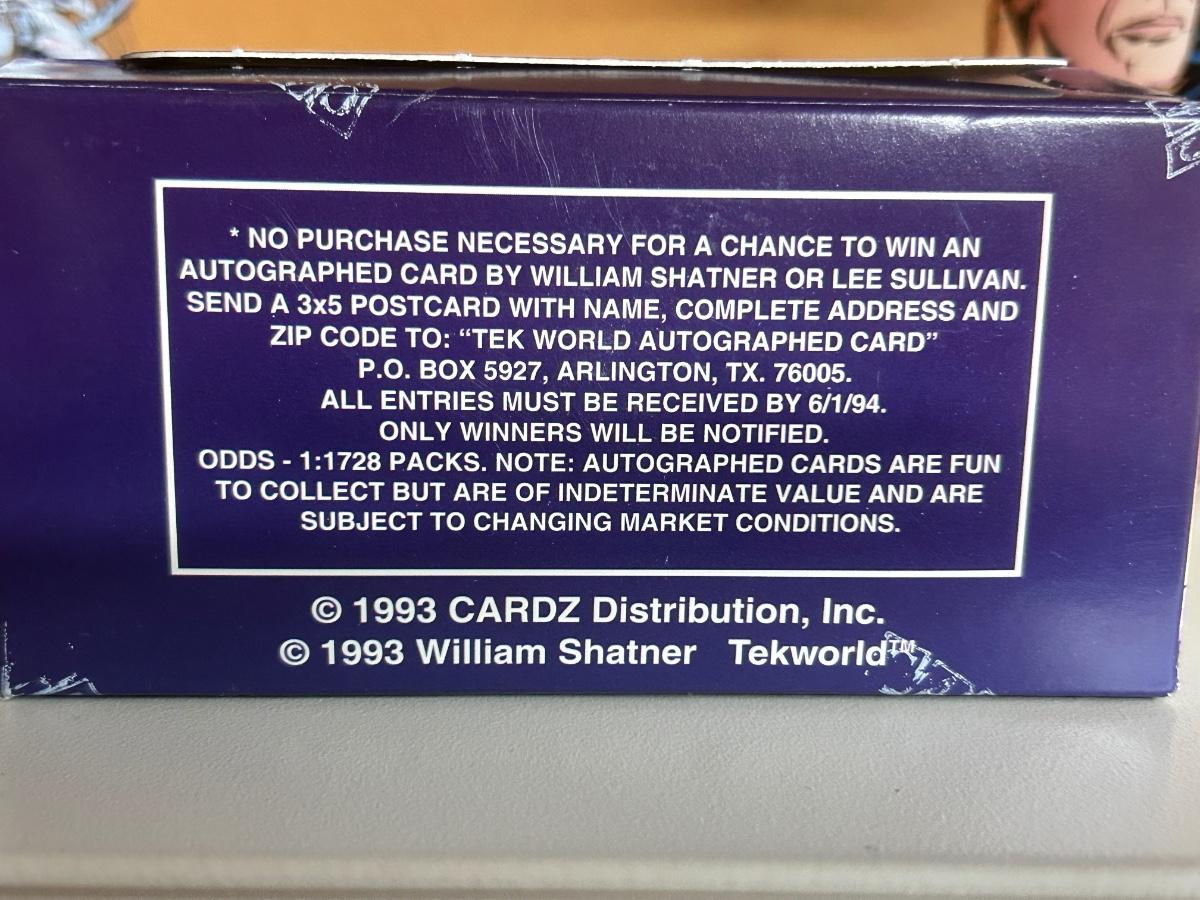 * NO PURCHASE NECESSARY FOR A CHANCE TO WIN AN
AUTOGRAPHED CARD BY WILLIAM SHATNER OR LEE SULLIVAN.
SEND A 3x5 POSTCARD WITH NAME, COMPLETE ADDRESS AND
ZIP CODE TO: “TEK WORLD AUTOGRAPHED CARD”
P.O. BOX 5927, ARLINGTON, TX. 76005.
ALL ENTRIES MUST BE RECEIVED BY 6/1/94.
ONLY WINNERS WILL BE NOTIFIED.
ODDS - 1:1728 PACKS. NOTE: AUTOGRAPHED CARDS ARE FUN
TO COLLECT BUT ARE OF INDETERMINATE VALUE AND ARE
SUBJECT TO CHANGING MARKET CONDITIONS.
© 1993 CARDZ Distribution, Inc.
© 1993 William Shatner Tekworld™